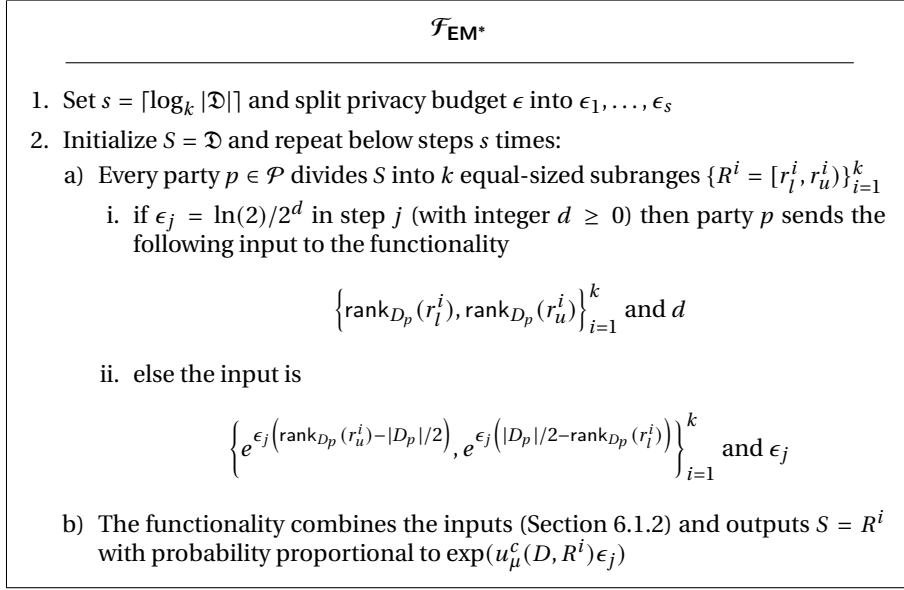 ℱ_EM*
1. Set s = ⌈log_k |𝔇|⌉ and split privacy budget ϵ into ϵ_1, …, ϵ_s
2. Initialize S = 𝔇 and repeat below steps s times:
a) Every party p ∈ 𝒫 divides S into k equal-sized subranges {R^i = [r_l^i, r_u^i)}_{i=1}^k
i. if ϵ_j = ln(2)/2^d in step j (with integer d ≥ 0) then party p sends the
following input to the functionality
{rank_{D_p}(r_l^i), rank_{D_p}(r_u^i)}_{i=1}^k and d
ii. else the input is
{e^{ϵ_j(rank_{D_p}(r_u^i)−|D_p|/2)}, e^{ϵ_j(|D_p|/2−rank_{D_p}(r_l^i))}}_{i=1}^k and ϵ_j
b) The functionality combines the inputs (Section 6.1.2) and outputs S = R^i
with probability proportional to exp(u_μ^c(D, R^i)ϵ_j)